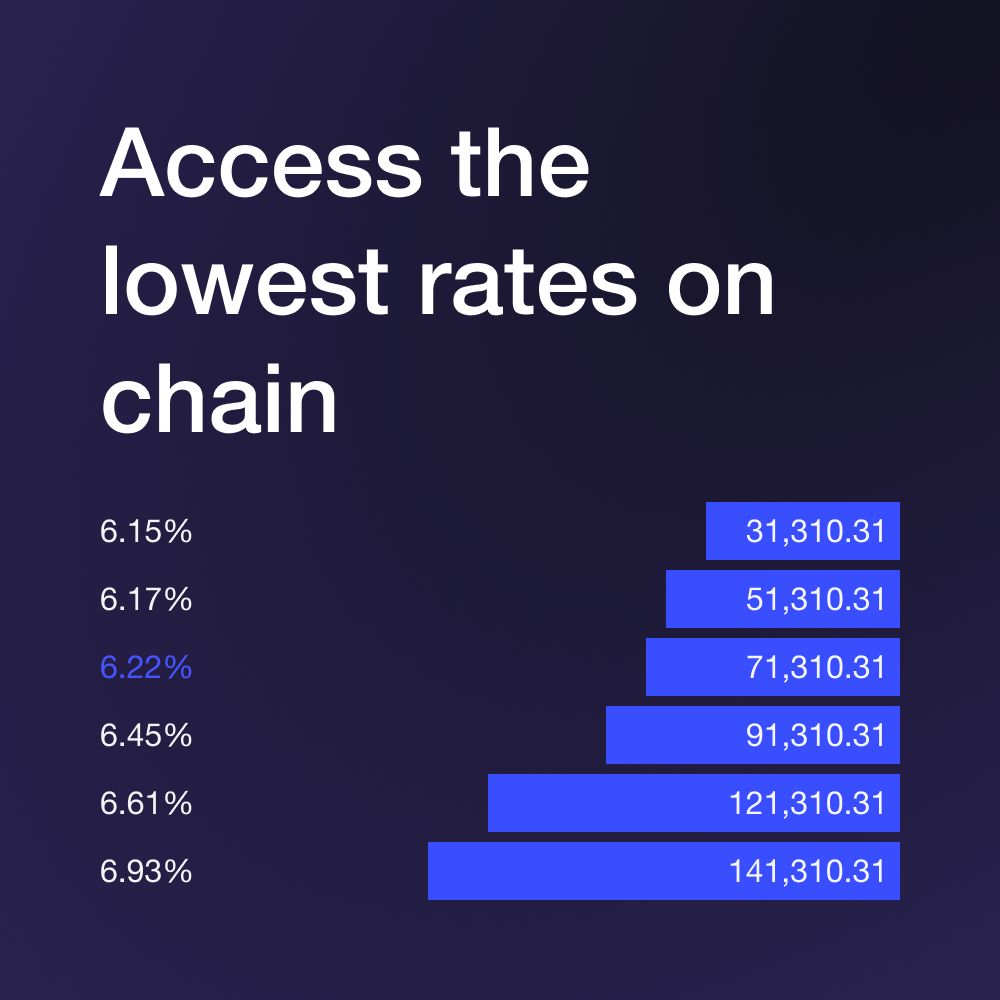 Access the
lowest rates on
chain
6.15% 31,310.31
6.17% 51,310.31
6.22% 71,310.31
6.45% 91,310.31
6.61% 121,310.31
6.93% 141,310.31